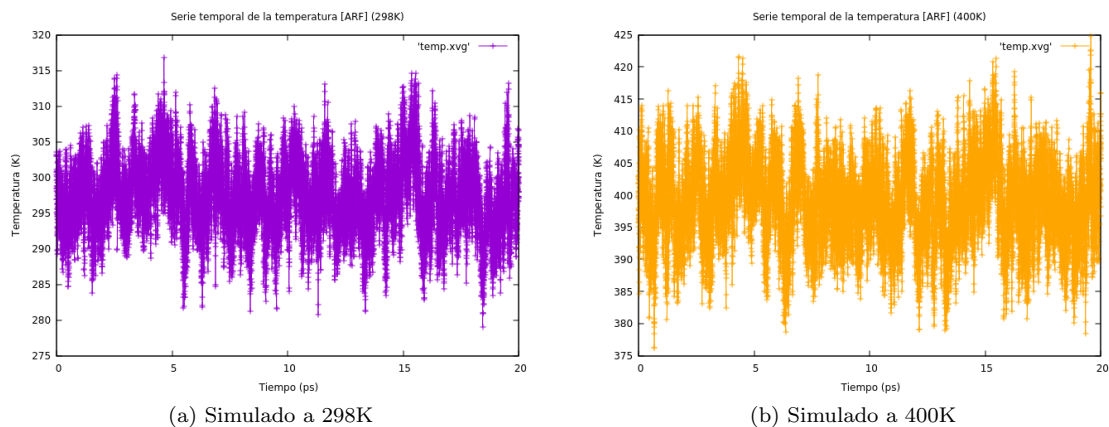 Serie temporal de la temperatura [ARF] (298K)
320
315
310
305
300
295
290
285
280
275
Temperatura (K)
'temp.xvg'
0 5 10 15 20
Tiempo (ps)
(a) Simulado a 298K
Serie temporal de la temperatura [ARF] (400K)
425
420
415
410
405
400
395
390
385
380
375
Temperatura (K)
'temp.xvg'
0 5 10 15 20
Tiempo (ps)
(b) Simulado a 400K